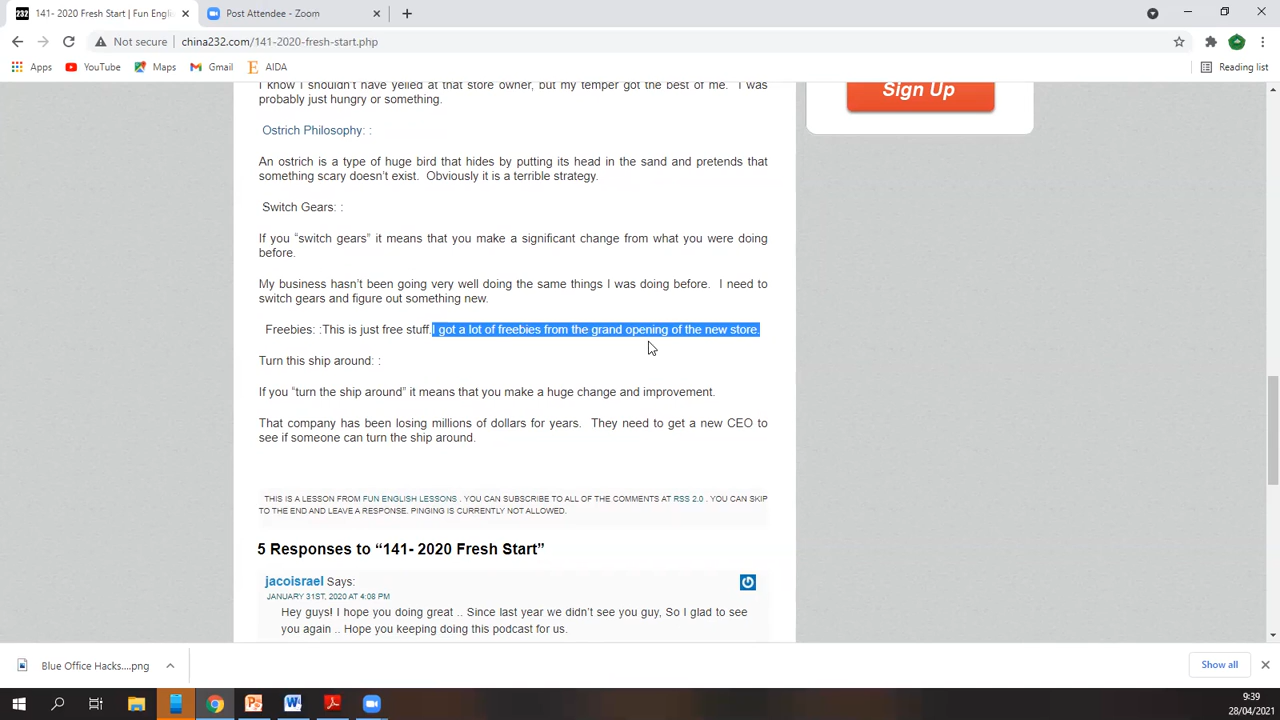 141- 2020 Fresh Start | Fun Engli
Post Attendee - Zoom
Not secure
china232.com/141-2020-fresh-start.php
Apps
YouTube
Maps
Gmail
AIDA
Reading list
I know I shouldn't have yelled at that store owner, but my temper got the best of me. I was
probably just hungry or something.
Sign Up
Ostrich Philosophy: :
An ostrich is a type of huge bird that hides by putting its head in the sand and pretends that
something scary doesn't exist. Obviously it is a terrible strategy.
Switch Gears: :
If you "switch gears" it means that you make a significant change from what you were doing
before.
My business hasn't been going very well doing the same things I was doing before. I need to
switch gears and figure out something new.
Freebies: :This is just free stuff.I got a lot of freebies from the grand opening of the new store.
Turn this ship around: :
If you "turn the ship around" it means that you make a huge change and improvement.
That company has been losing millions of dollars for years. They need to get a new CEO to
see if someone can turn the ship around.
THIS IS A LESSON FROM FUN ENGLISH LESSONS . YOU CAN SUBSCRIBE TO ALL OF THE COMMENTS AT RSS 2.0 . YOU CAN SKIP
TO THE END AND LEAVE A RESPONSE. PINGING IS CURRENTLY NOT ALLOWED.
5 Responses to "141- 2020 Fresh Start"
jacoisrael Says:
JANUARY 31ST, 2020 AT 4:08 PM
Hey guys! I hope you doing great .. Since last year we didn't see you guy, So I glad to see
you again .. Hope you keeping doing this podcast for us.
Blue Office Hacks....png
Show all
9:39
28/04/2021